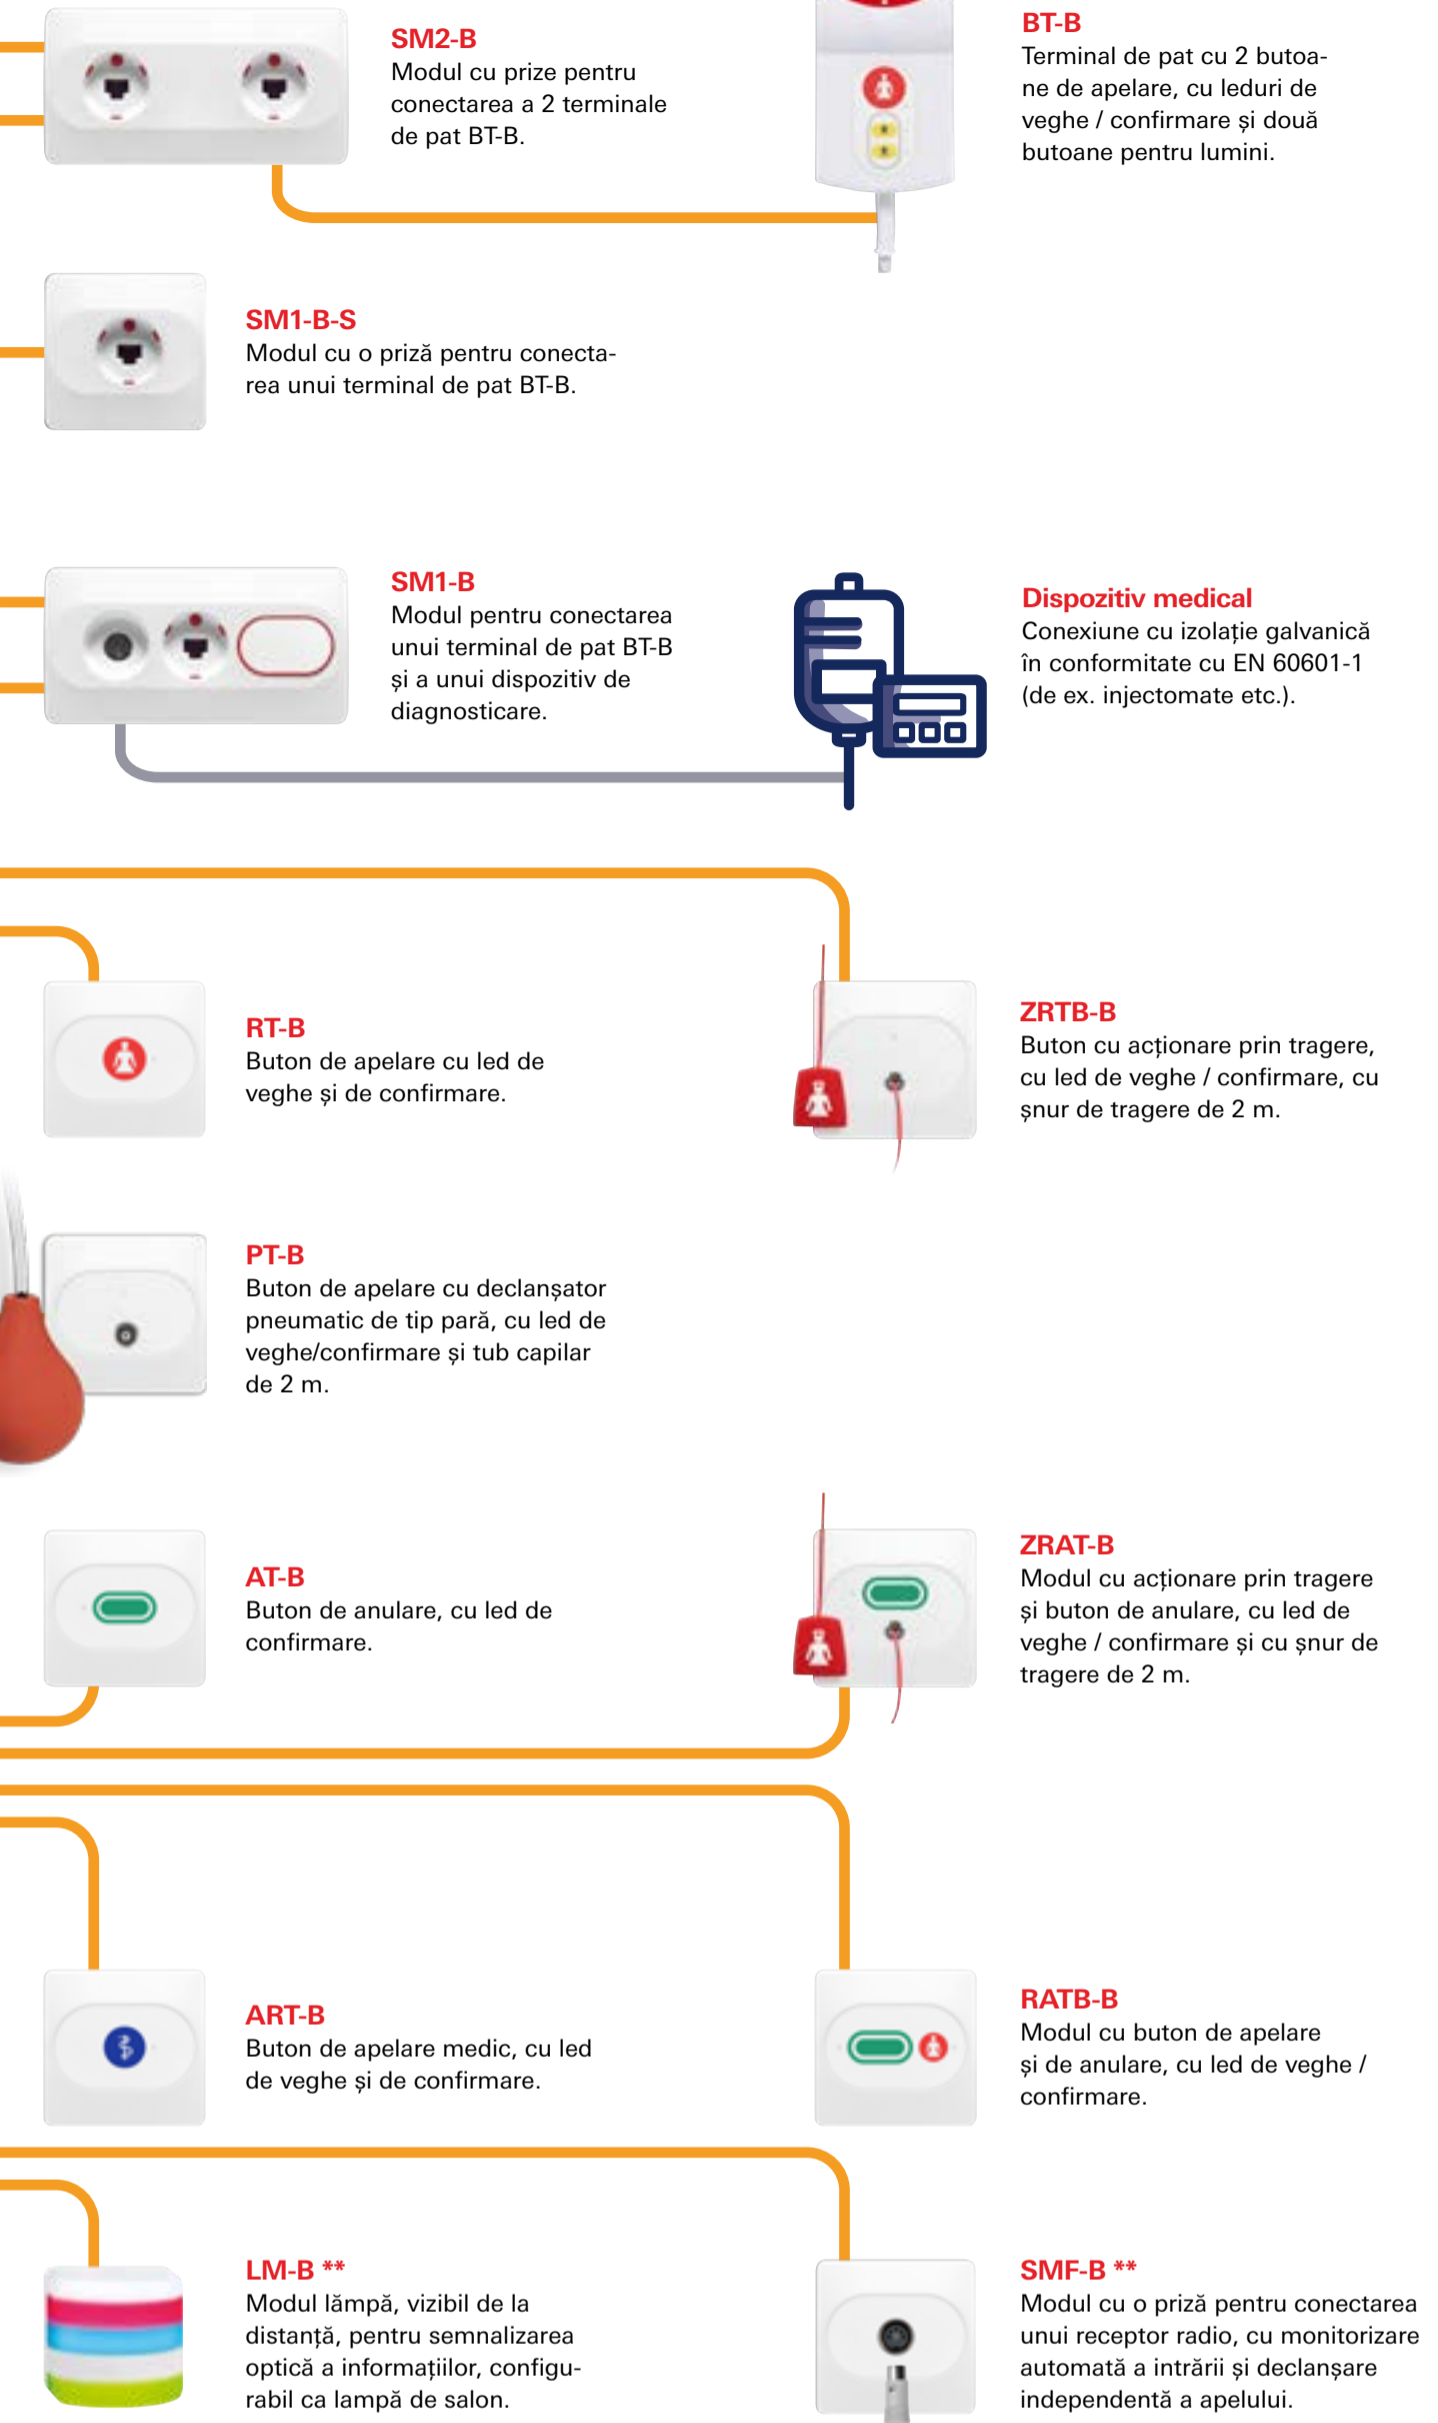 SM2-B
Modul cu prize pentru
conectarea a 2 terminale
de pat BT-B.
BT-B
Terminal de pat cu 2 butoa-
ne de apelare, cu leduri de
veghe / confirmare și două
butoane pentru lumini.
SM1-B-S
Modul cu o priză pentru conecta-
rea unui terminal de pat BT-B.
SM1-B
Modul pentru conectarea
unui terminal de pat BT-B
și a unui dispozitiv de
diagnosticare.
Dispozitiv medical
Conexiune cu izolație galvanică
în conformitate cu EN 60601-1
(de ex. injectomate etc.).
RT-B
Buton de apelare cu led de
veghe și de confirmare.
ZRTB-B
Buton cu acționare prin tragere,
cu led de veghe / confirmare, cu
șnur de tragere de 2 m.
PT-B
Buton de apelare cu declanșator
pneumatic de tip pară, cu led de
veghe/confirmare și tub capilar
de 2 m.
AT-B
Buton de anulare, cu led de
confirmare.
ZRAT-B
Modul cu acționare prin tragere
și buton de anulare, cu led de
veghe / confirmare și cu șnur de
tragere de 2 m.
ART-B
Buton de apelare medic, cu led
de veghe și de confirmare.
RATB-B
Modul cu buton de apelare
și de anulare, cu led de veghe /
confirmare.
LM-B **
Modul lămpă, vizibil de la
distanță, pentru semnalizarea
optică a informațiilor, configu-
rabil ca lampă de salon.
SMF-B **
Modul cu o priză pentru conectarea
unui receptor radio, cu monitorizare
automată a intrării și declanșare
independentă a apelului.